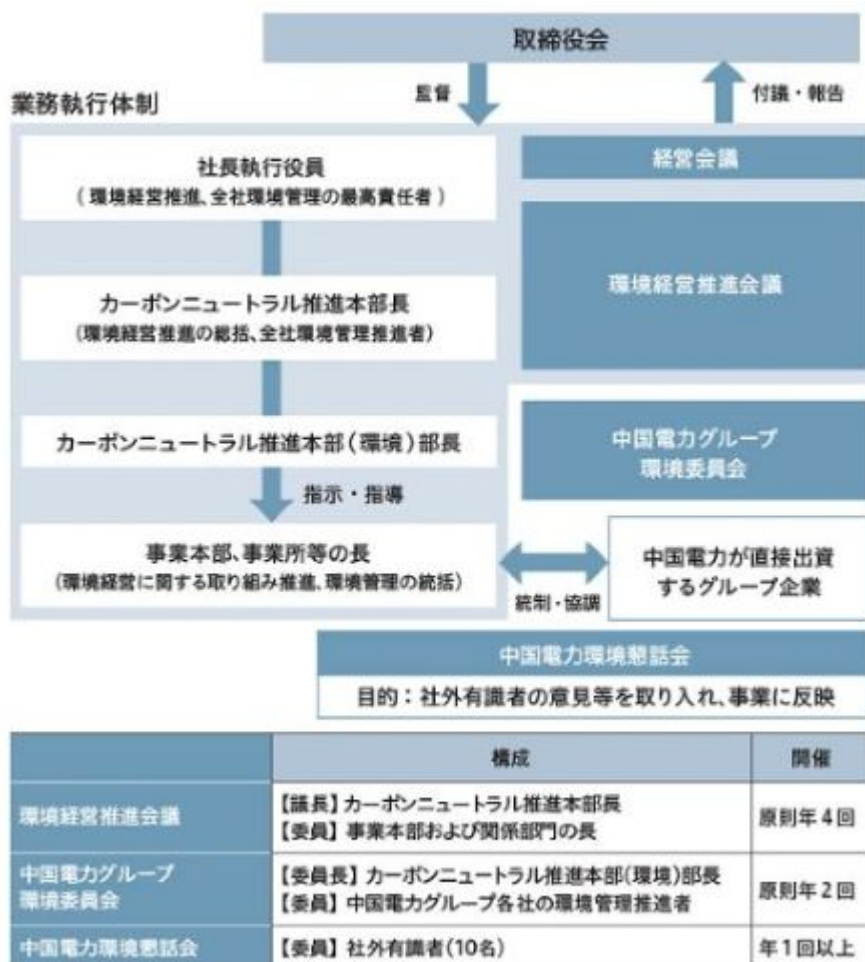 取締役会
監督
付議・報告
業務執行体制
社長執行役員
(環境経営推進、全社環境管理の最高責任者)
経営会議
環境経営推進会議
カーボンニュートラル推進本部長
(環境経営推進の総括、全社環境管理推進者)
カーボンニュートラル推進本部(環境)部長
中国電力グループ
環境委員会
指示・指導
事業本部、事業所等の長
(環境経営に関する取り組み推進、環境管理の統括)
統制・協調
中国電力が直接出資
するグループ企業
中国電力環境懇話会
目的：社外有識者の意見等を取り入れ、事業に反映
構成
開催
環境経営推進会議
【議長】カーボンニュートラル推進本部長
【委員】事業本部および関係部門の長
原則年4回
中国電力グループ
環境委員会
【委員長】カーボンニュートラル推進本部(環境)部長
【委員】中国電力グループ各社の環境管理推進者
原則年2回
中国電力環境懇話会
【委員】社外有識者(10名)
年1回以上